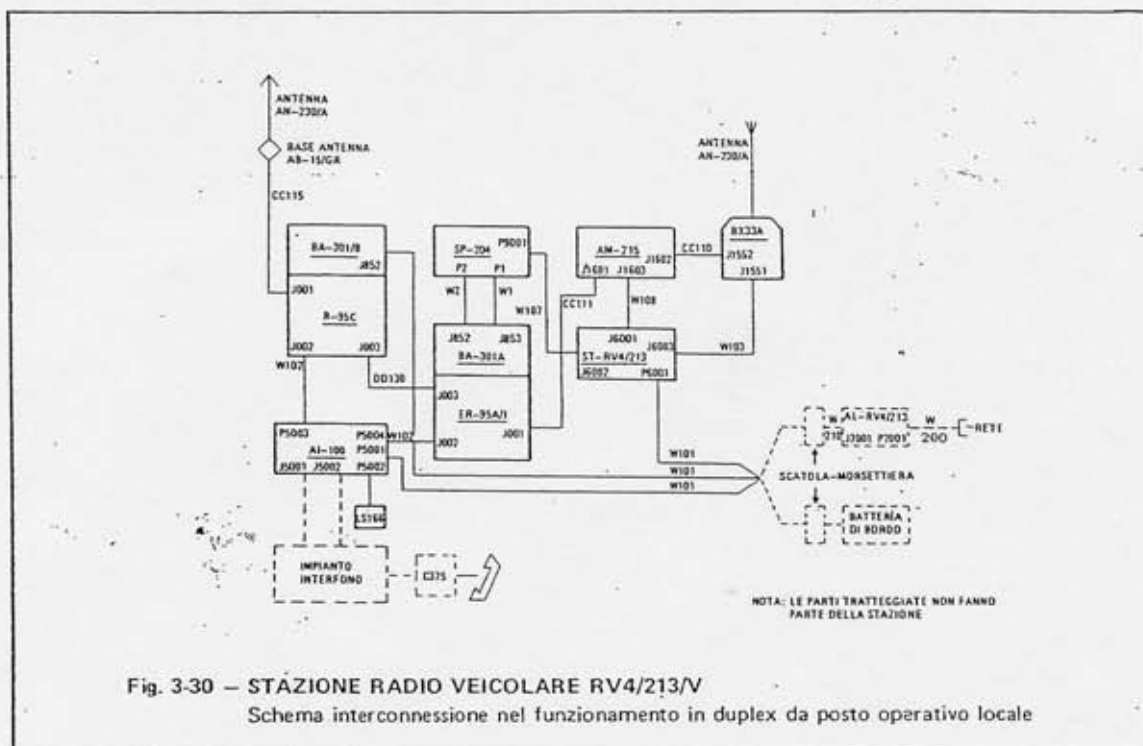 ANTENNA
AN-230/A
BASE ANTENNA
AB-15/GR
CC115
BA-301/B
J852
J001
R-95C
J002
J003
W102
DD130
SP-204
P5001
P2
P1
W2
W1
W107
J852
J853
BA-301A
J003
ER-95A/1
J002
J001
AM-215
J1601
J1603
J1602
CC110
CC111
W108
ANTENNA
AN-230/A
BX33A
J1552
J1551
J6001
J6003
ST-RV4/213
J6002
P6001
W103
P5003
P5004
W102
AI-100
P5001
J5001
J5002
P5002
LS166
IMPIANTO
INTERFONO
C375
W101
W101
W101
W
210
AL-RV4/213
J7001
P7001
W
200
RETE
SCATOLA-MORSETTIERA
BATTERÍA
DI BORDO
NOTA: LE PARTI TRATTEGGIATE NON FANNO
PARTE DELLA STAZIONE
Fig. 3-30 – STAZIONE RADIO VEICOLARE RV4/213/V
Schema interconnessione nel funzionamento in duplex da posto operativo locale